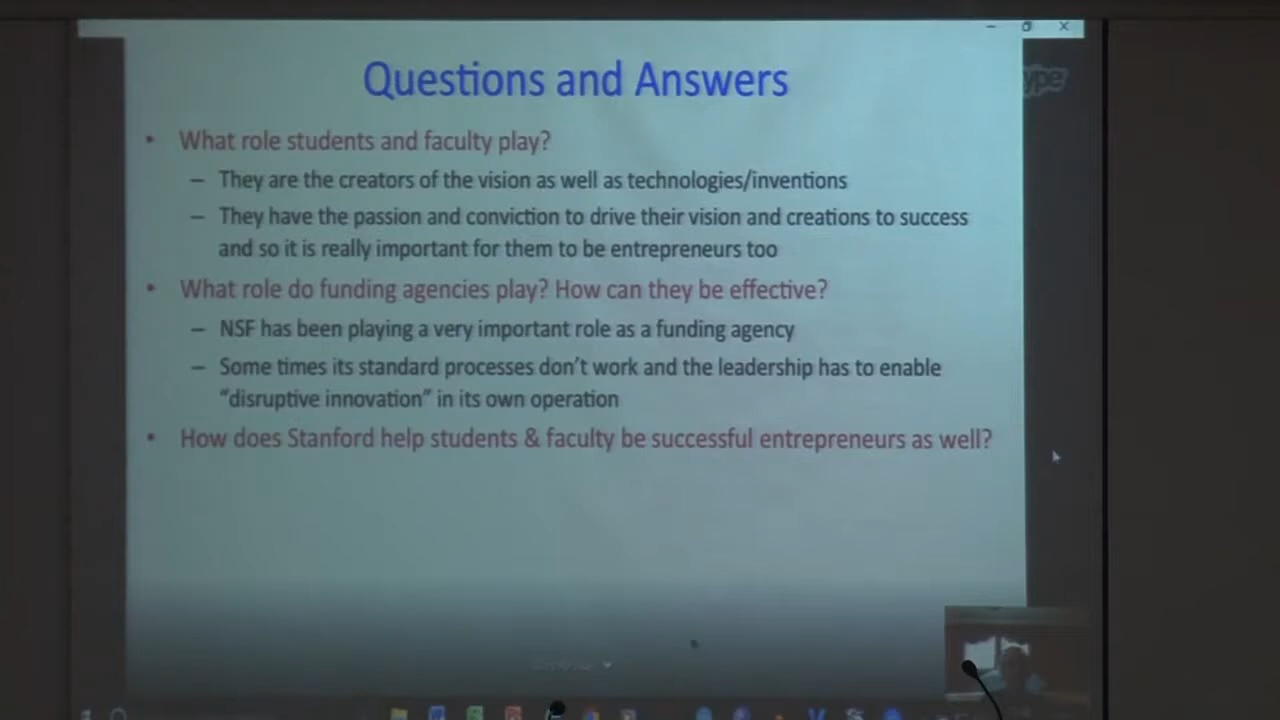 Questions and Answers
• What role students and faculty play?
– They are the creators of the vision as well as technologies/inventions
– They have the passion and conviction to drive their vision and creations to success
and so it is really important for them to be entrepreneurs too
• What role do funding agencies play? How can they be effective?
– NSF has been playing a very important role as a funding agency
– Some times its standard processes don't work and the leadership has to enable
"disruptive innovation" in its own operation
• How does Stanford help students & faculty be successful entrepreneurs as well?